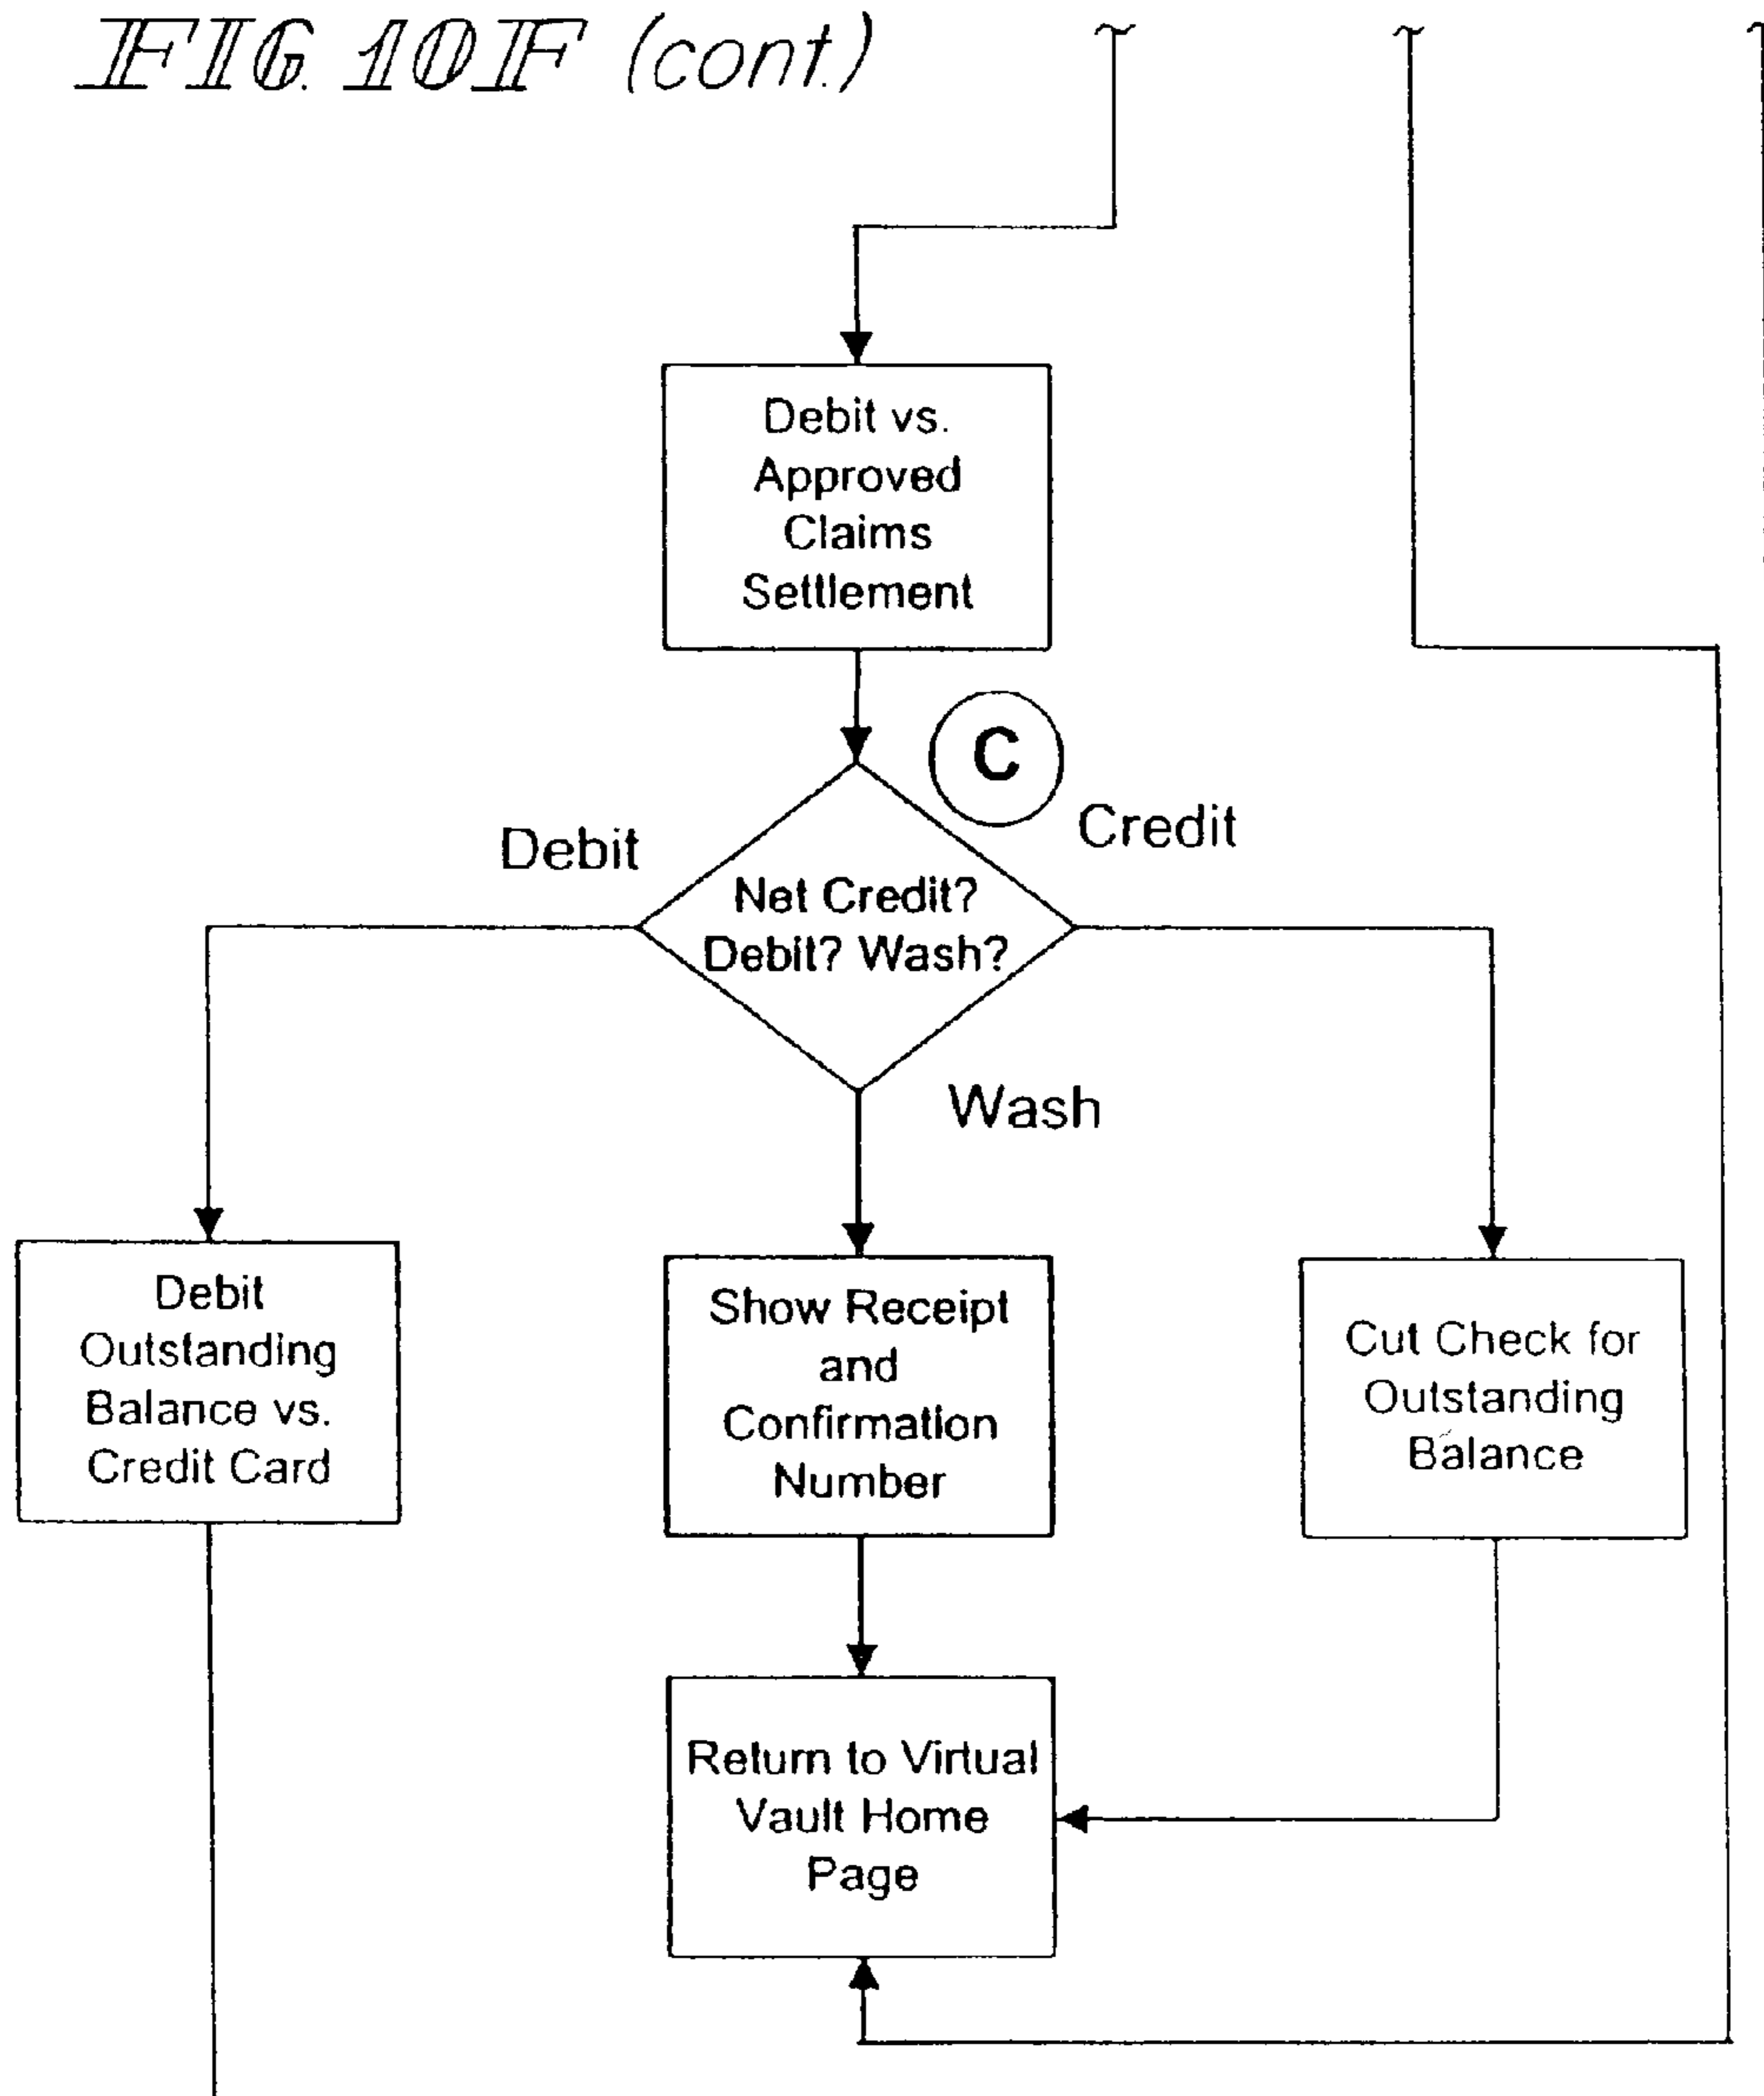 FIG. 10F (cont.)
Debit vs.
Approved
Claims
Settlement
C
Debit
Credit
Net Credit?
Debit? Wash?
Wash
Debit
Outstanding
Balance vs.
Credit Card
Show Receipt
and
Confirmation
Number
Cut Check for
Outstanding
Balance
Return to Virtual
Vault Home
Page